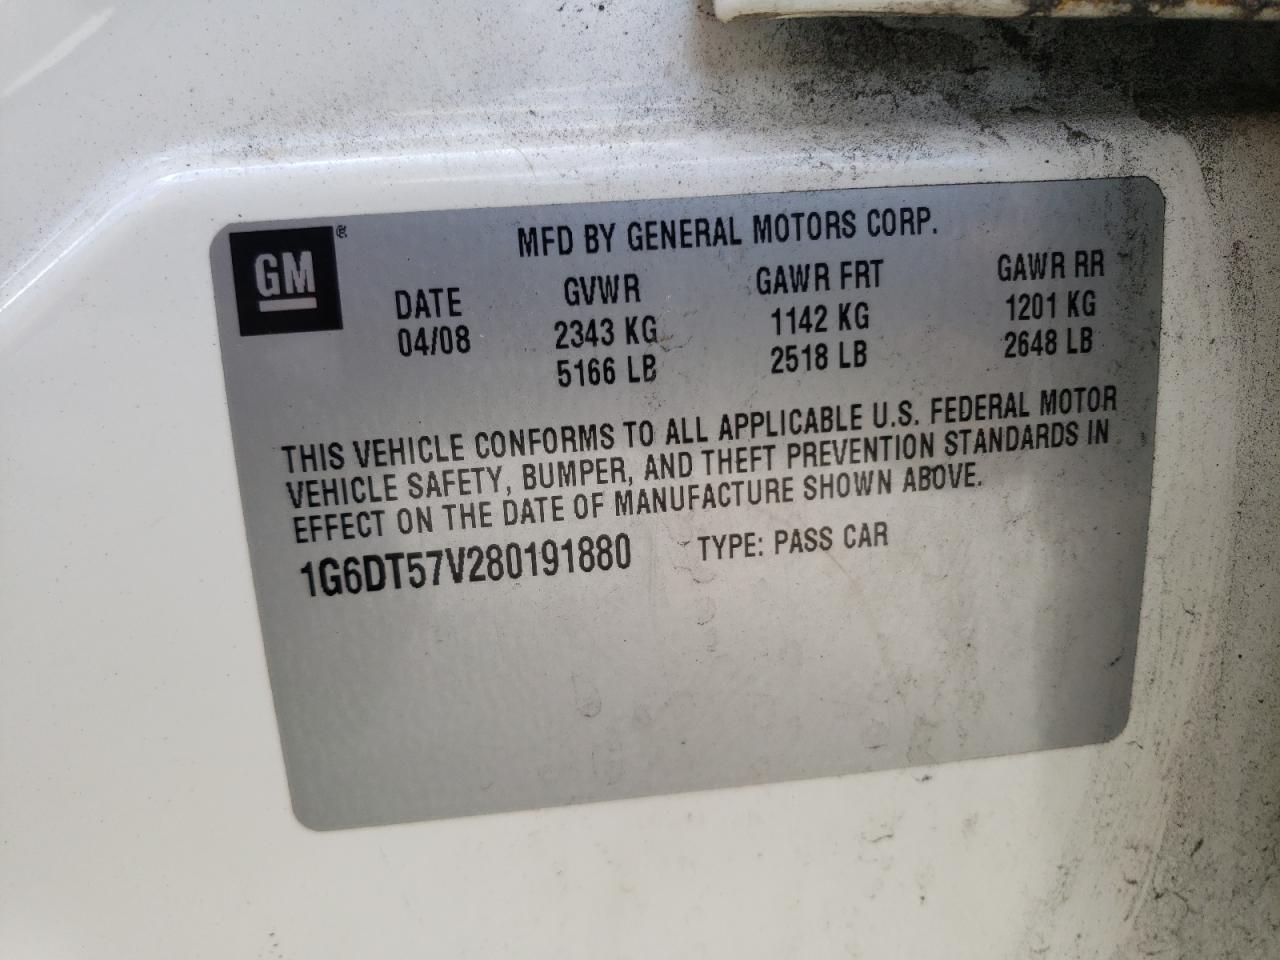 GM®
MFD BY GENERAL MOTORS CORP.
DATE GVWR GAWR FRT GAWR RR
04/08 2343 KG 1142 KG 1201 KG
5166 LB 2518 LB 2648 LB
THIS VEHICLE CONFORMS TO ALL APPLICABLE U.S. FEDERAL MOTOR
VEHICLE SAFETY, BUMPER, AND THEFT PREVENTION STANDARDS IN
EFFECT ON THE DATE OF MANUFACTURE SHOWN ABOVE.
1G6DT57V280191880 TYPE: PASS CAR